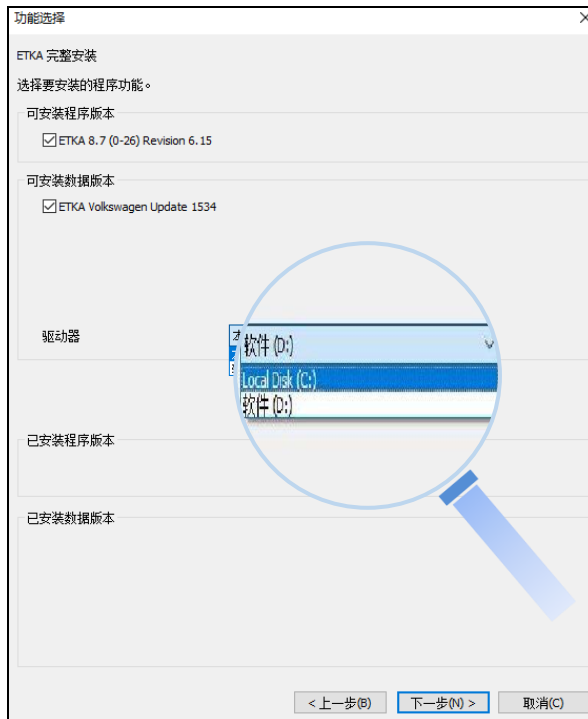 功能选择
ETKA 完整安装
选择要安装的程序功能。
可安装程序版本
ETKA 8.7 (0-26) Revision 6.15
可安装数据版本
ETKA Volkswagen Update 1534
驱动器
软件 (D:)
Local Disk (C:)
软件 (D:)
已安装程序版本
已安装数据版本
< 上一步(B) 下一步(N) > 取消(C)